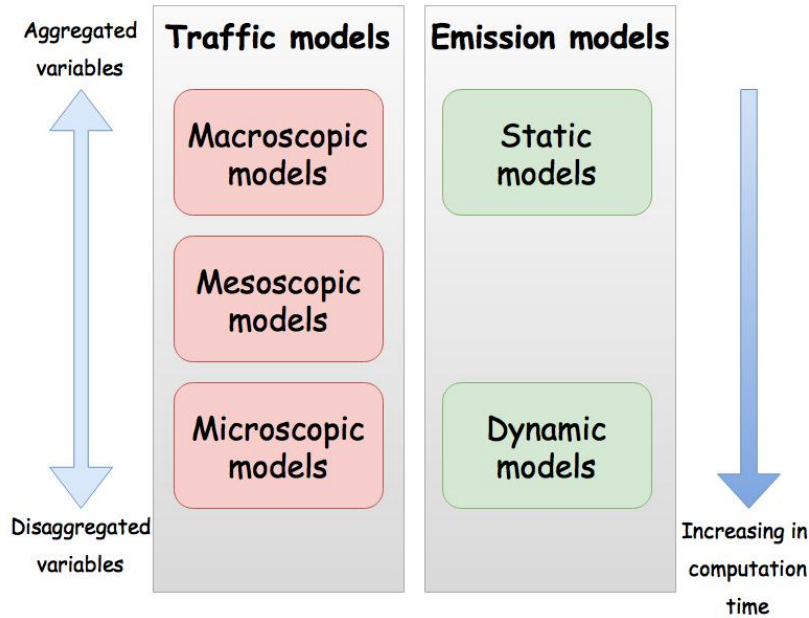 Aggregated
variables
Traffic models
Emission models
Macroscopic
models
Static
models
Mesoscopic
models
Microscopic
models
Dynamic
models
Disaggregated
variables
Increasing in
computation
time